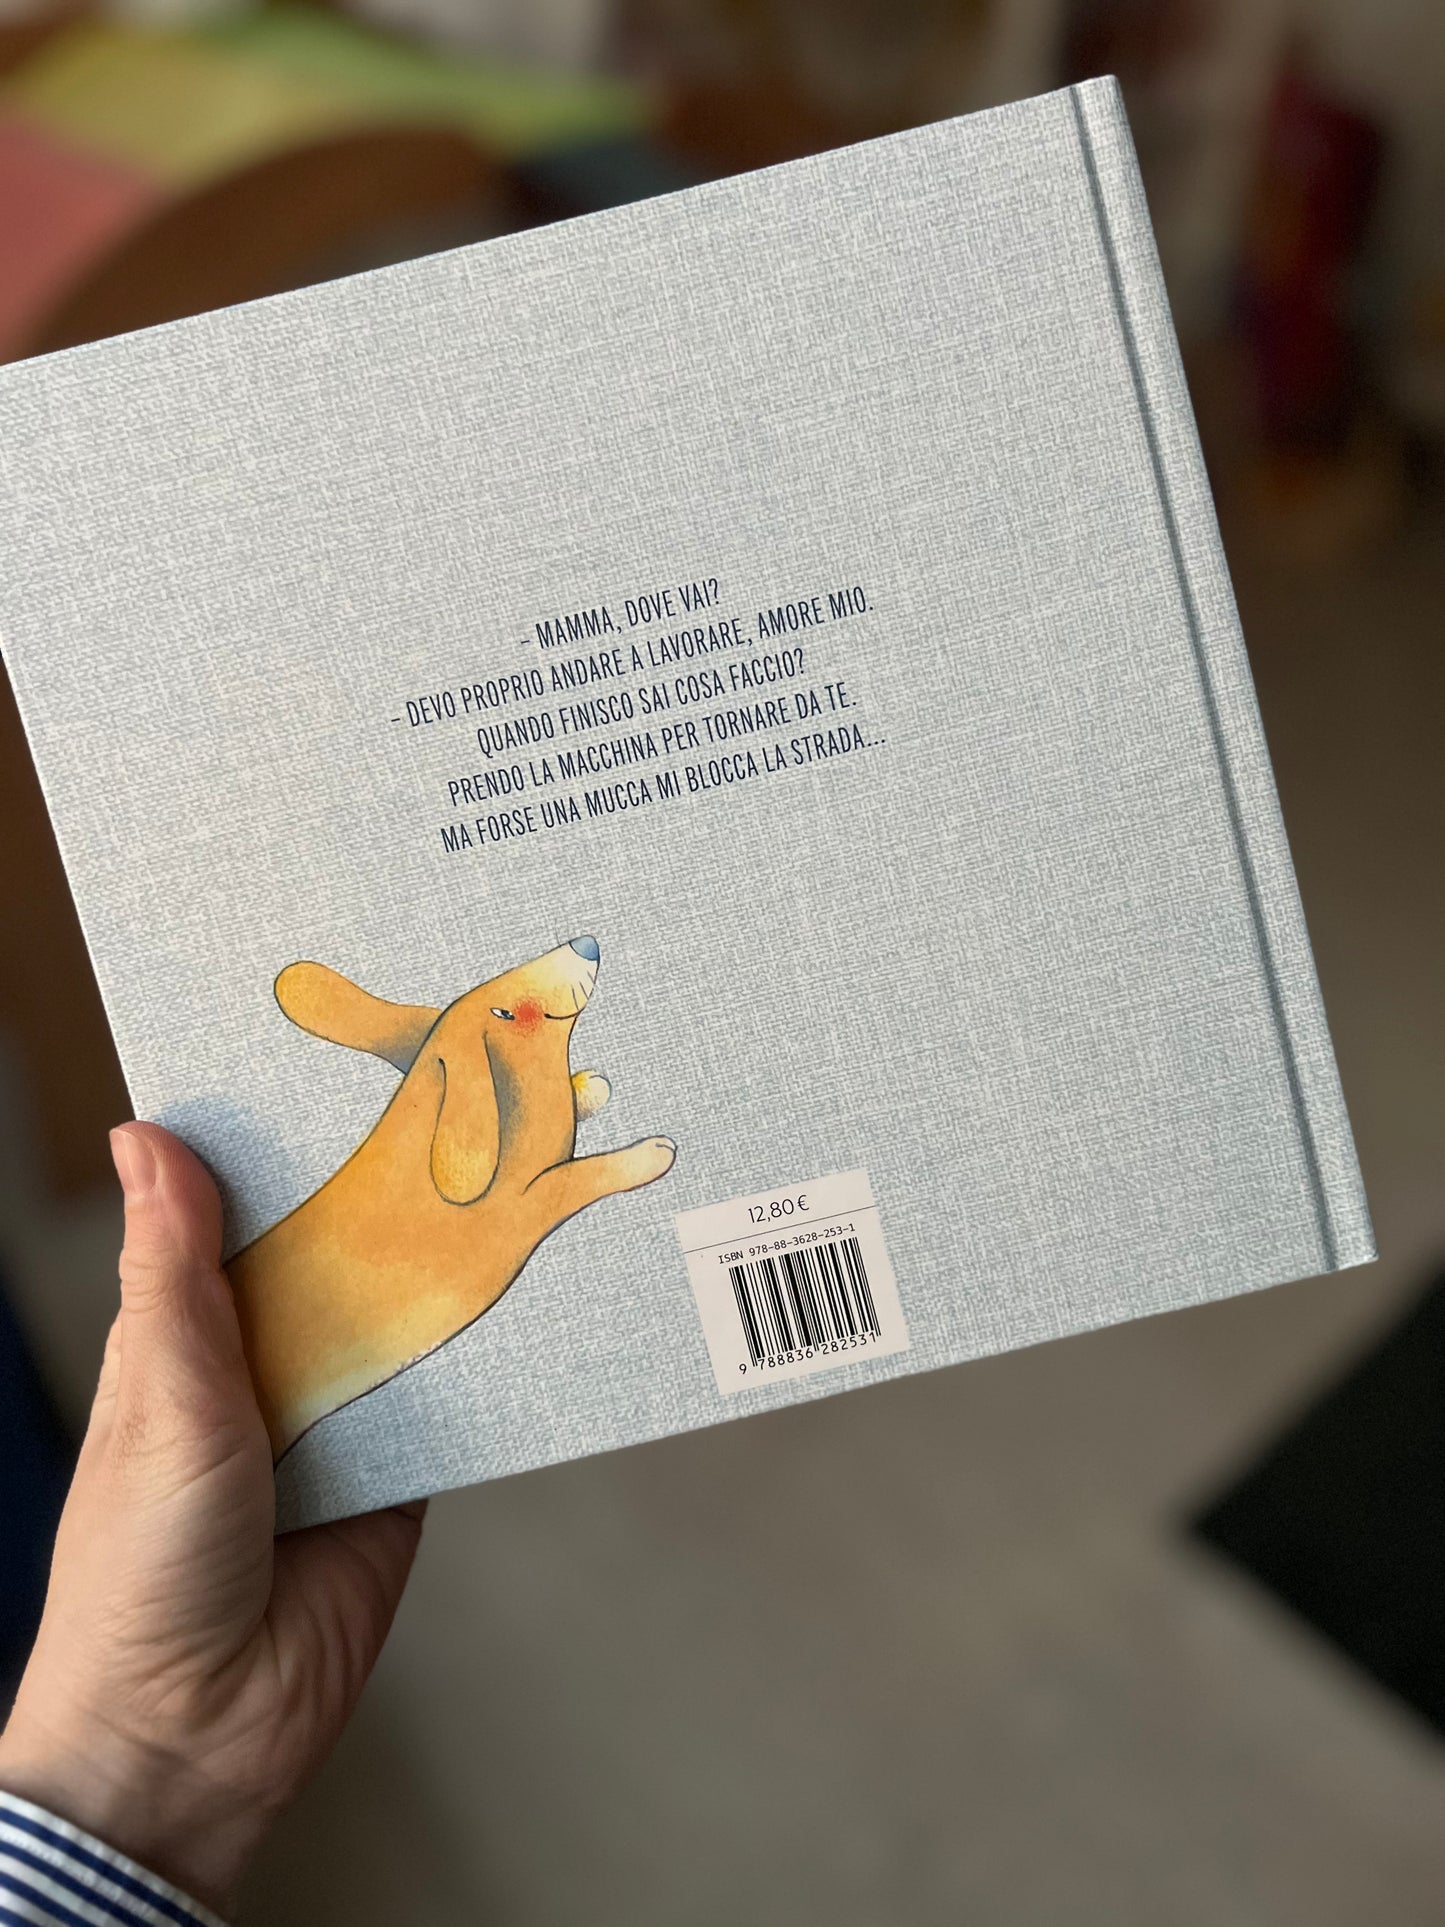 – MAMMA, DOVE VAI?
– DEVO PROPRIO ANDARE A LAVORARE, AMORE MIO.
QUANDO FINISCO SAI COSA FACCIO?
PRENDO LA MACCHINA PER TORNARE DA TE.
MA FORSE UNA MUCCA MI BLOCCA LA STRADA...
12,80 €
ISBN 978-88-3628-253-1
9 788836 282531